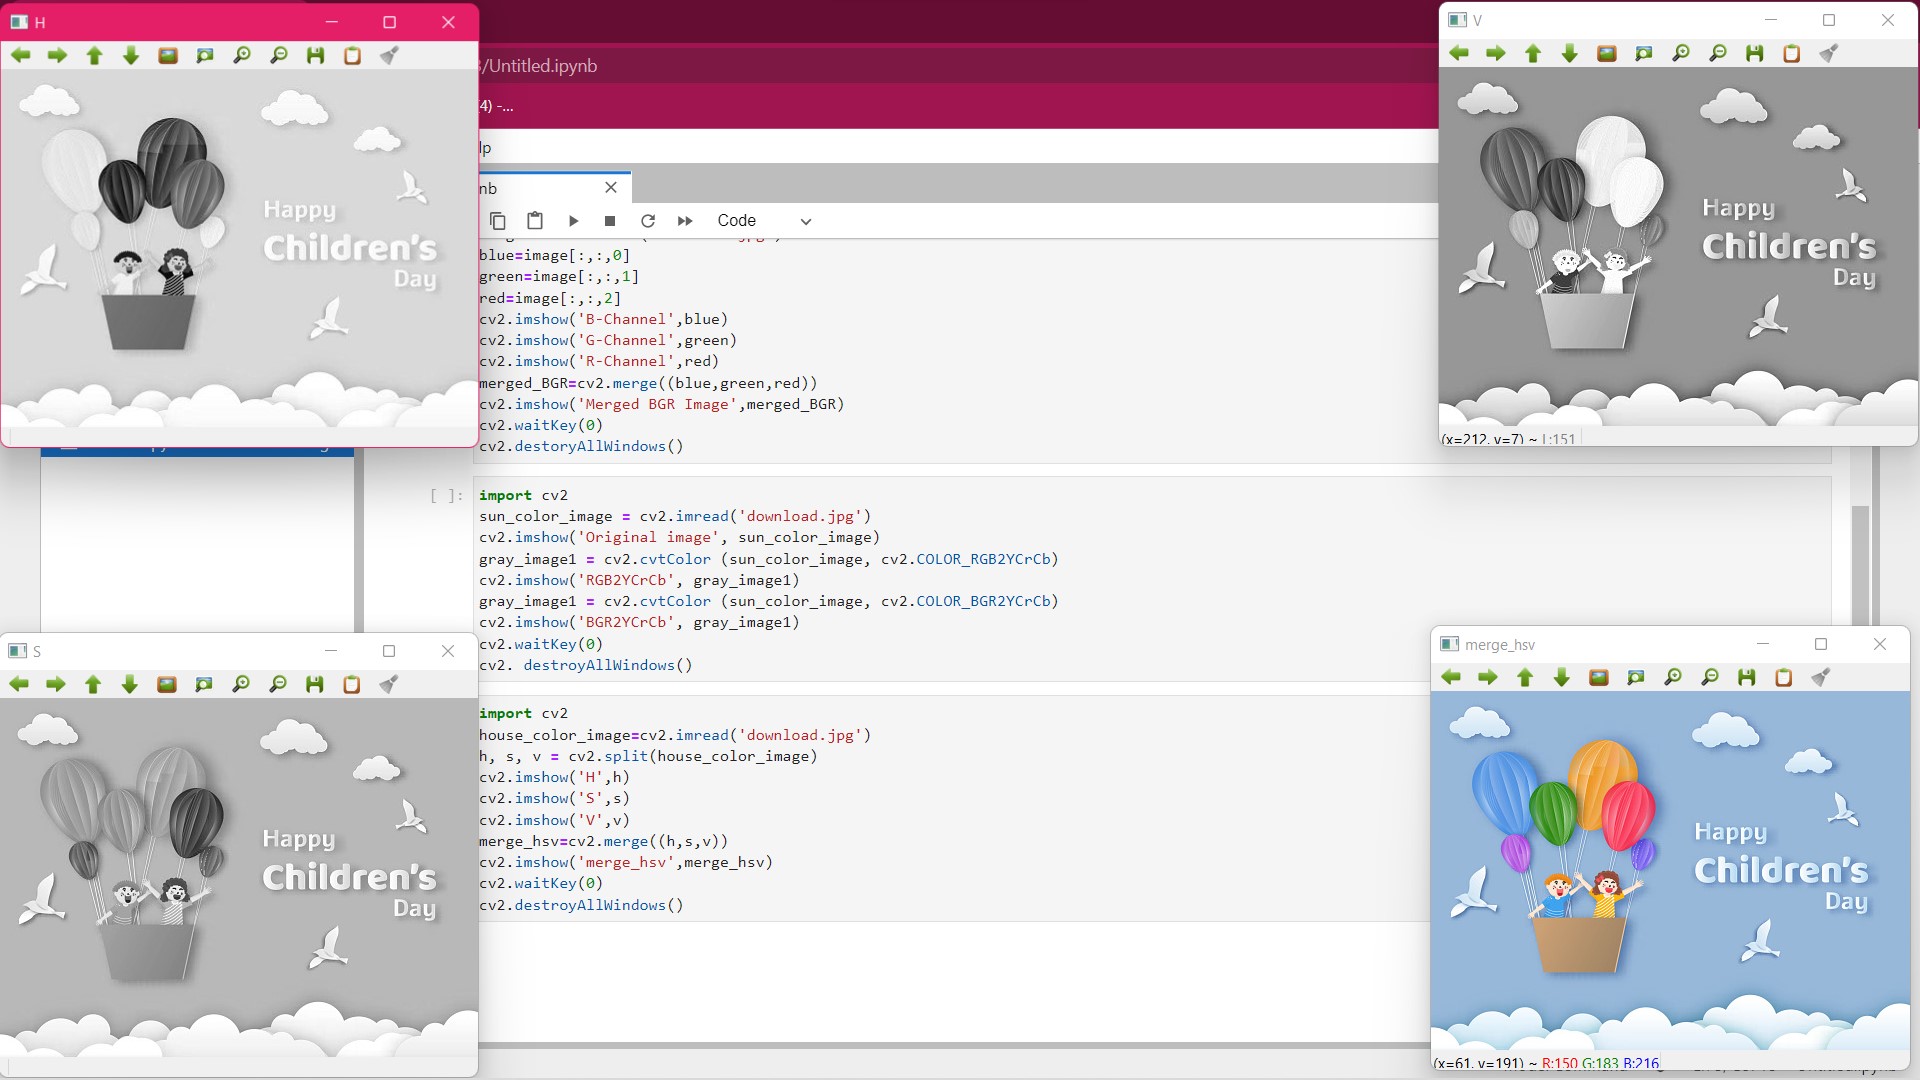 H
Happy
Children's
Day
V
Happy
Children's
Day
(x=212, y=7) ~ L:151
/Untitled.ipynb
4) -...
lp
nb
Code
blue=image[:,:,0]
green=image[:,:,1]
red=image[:,:,2]
cv2.imshow('B-Channel',blue)
cv2.imshow('G-Channel',green)
cv2.imshow('R-Channel',red)
merged_BGR=cv2.merge((blue,green,red))
cv2.imshow('Merged BGR Image',merged_BGR)
cv2.waitKey(0)
cv2.destoryAllWindows()
[ ]:
import cv2
sun_color_image = cv2.imread('download.jpg')
cv2.imshow('Original image', sun_color_image)
gray_image1 = cv2.cvtColor (sun_color_image, cv2.COLOR_RGB2YCrCb)
cv2.imshow('RGB2YCrCb', gray_image1)
gray_image1 = cv2.cvtColor (sun_color_image, cv2.COLOR_BGR2YCrCb)
cv2.imshow('BGR2YCrCb', gray_image1)
cv2.waitKey(0)
cv2. destroyAllWindows()
import cv2
house_color_image=cv2.imread('download.jpg')
h, s, v = cv2.split(house_color_image)
cv2.imshow('H',h)
cv2.imshow('S',s)
cv2.imshow('V',v)
merge_hsv=cv2.merge((h,s,v))
cv2.imshow('merge_hsv',merge_hsv)
cv2.waitKey(0)
cv2.destroyAllWindows()
S
Happy
Children's
Day
merge_hsv
Happy
Children's
Day
(x=61, y=191) ~ R:150 G:183 B:216